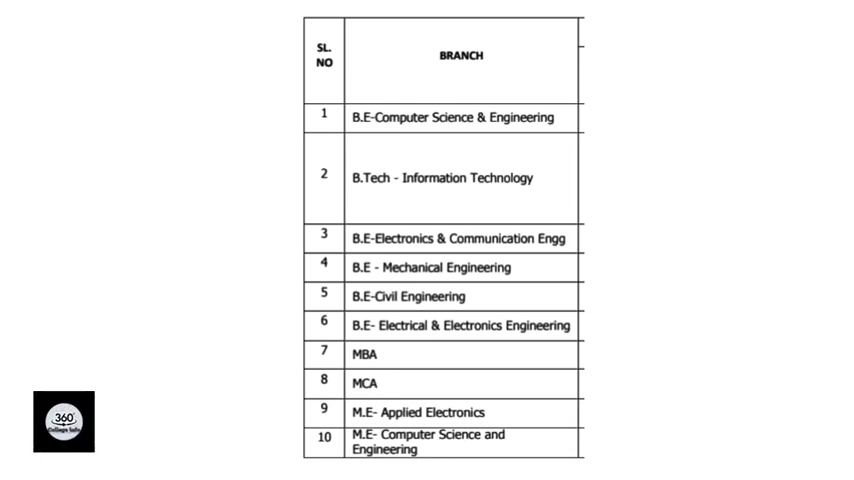 SL.
NO
BRANCH
1
B.E-Computer Science & Engineering
2
B.Tech - Information Technology
3
B.E-Electronics & Communication Engg
4
B.E - Mechanical Engineering
5
B.E-Civil Engineering
6
B.E- Electrical & Electronics Engineering
7
MBA
8
MCA
9
M.E- Applied Electronics
10
M.E- Computer Science and
Engineering
360°
College Info